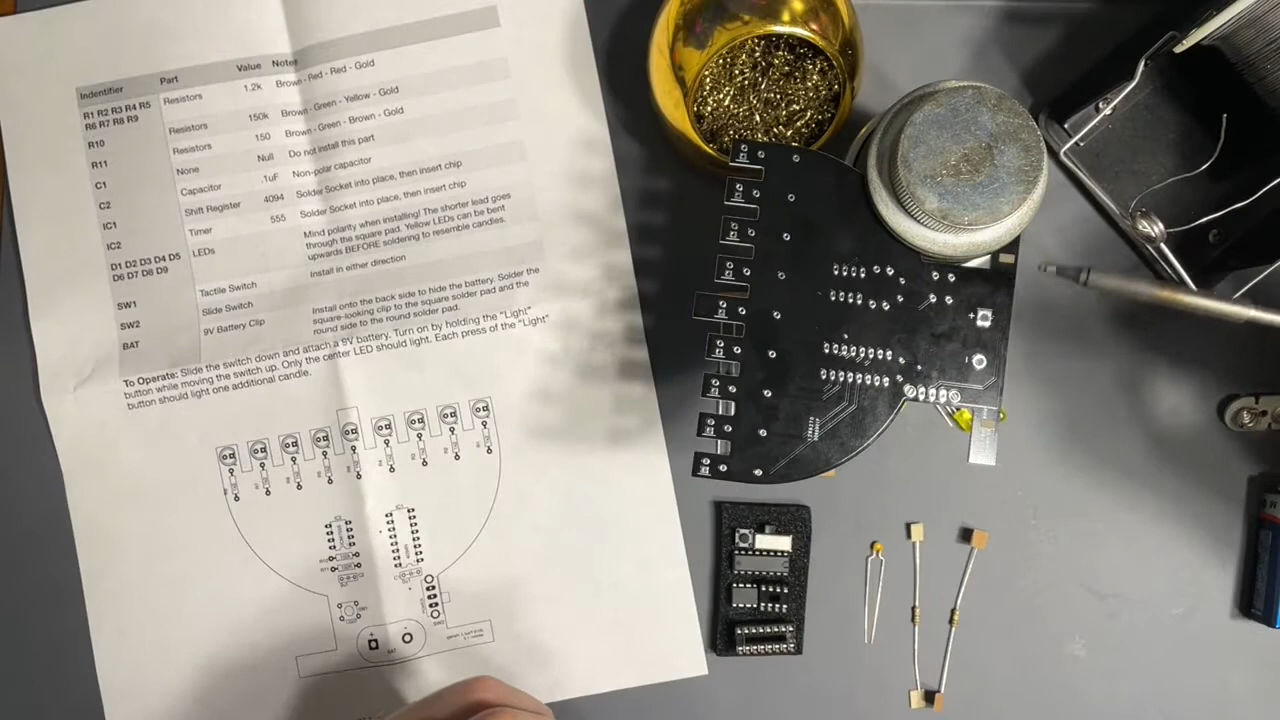 Indentifier Part Value Notes
R1 R2 R3 R4 R5 R6 R7 R8 R9 Resistors 1.2k Brown - Red - Red - Gold
R10 Resistors 150k Brown - Green - Yellow - Gold
R11 Resistors 150 Brown - Green - Brown - Gold
C1 None Null Do not install this part
C2 Capacitor .1uF Non-polar capacitor
IC1 Shift Register 4094 Solder Socket into place, then insert chip
IC2 Timer 555 Solder Socket into place, then insert chip
D1 D2 D3 D4 D5 D6 D7 D8 D9 LEDs Mind polarity when installing! The shorter lead goes
through the square pad. Yellow LEDs can be bent
upwards BEFORE soldering to resemble candles.
SW1 Tactile Switch Install in either direction
SW2 Slide Switch
BAT 9V Battery Clip Install onto the back side to hide the battery. Solder the
square-looking clip to the square solder pad and the
round side to the round solder pad.
To Operate: Slide the switch down and attach a 9V battery. Turn on by holding the "Light"
button while moving the switch up. Only the center LED should light. Each press of the "Light"
button should light one additional candle.
IC2
IC1
R10
R11
C2
SW1
SW2
BAT
+
-
+